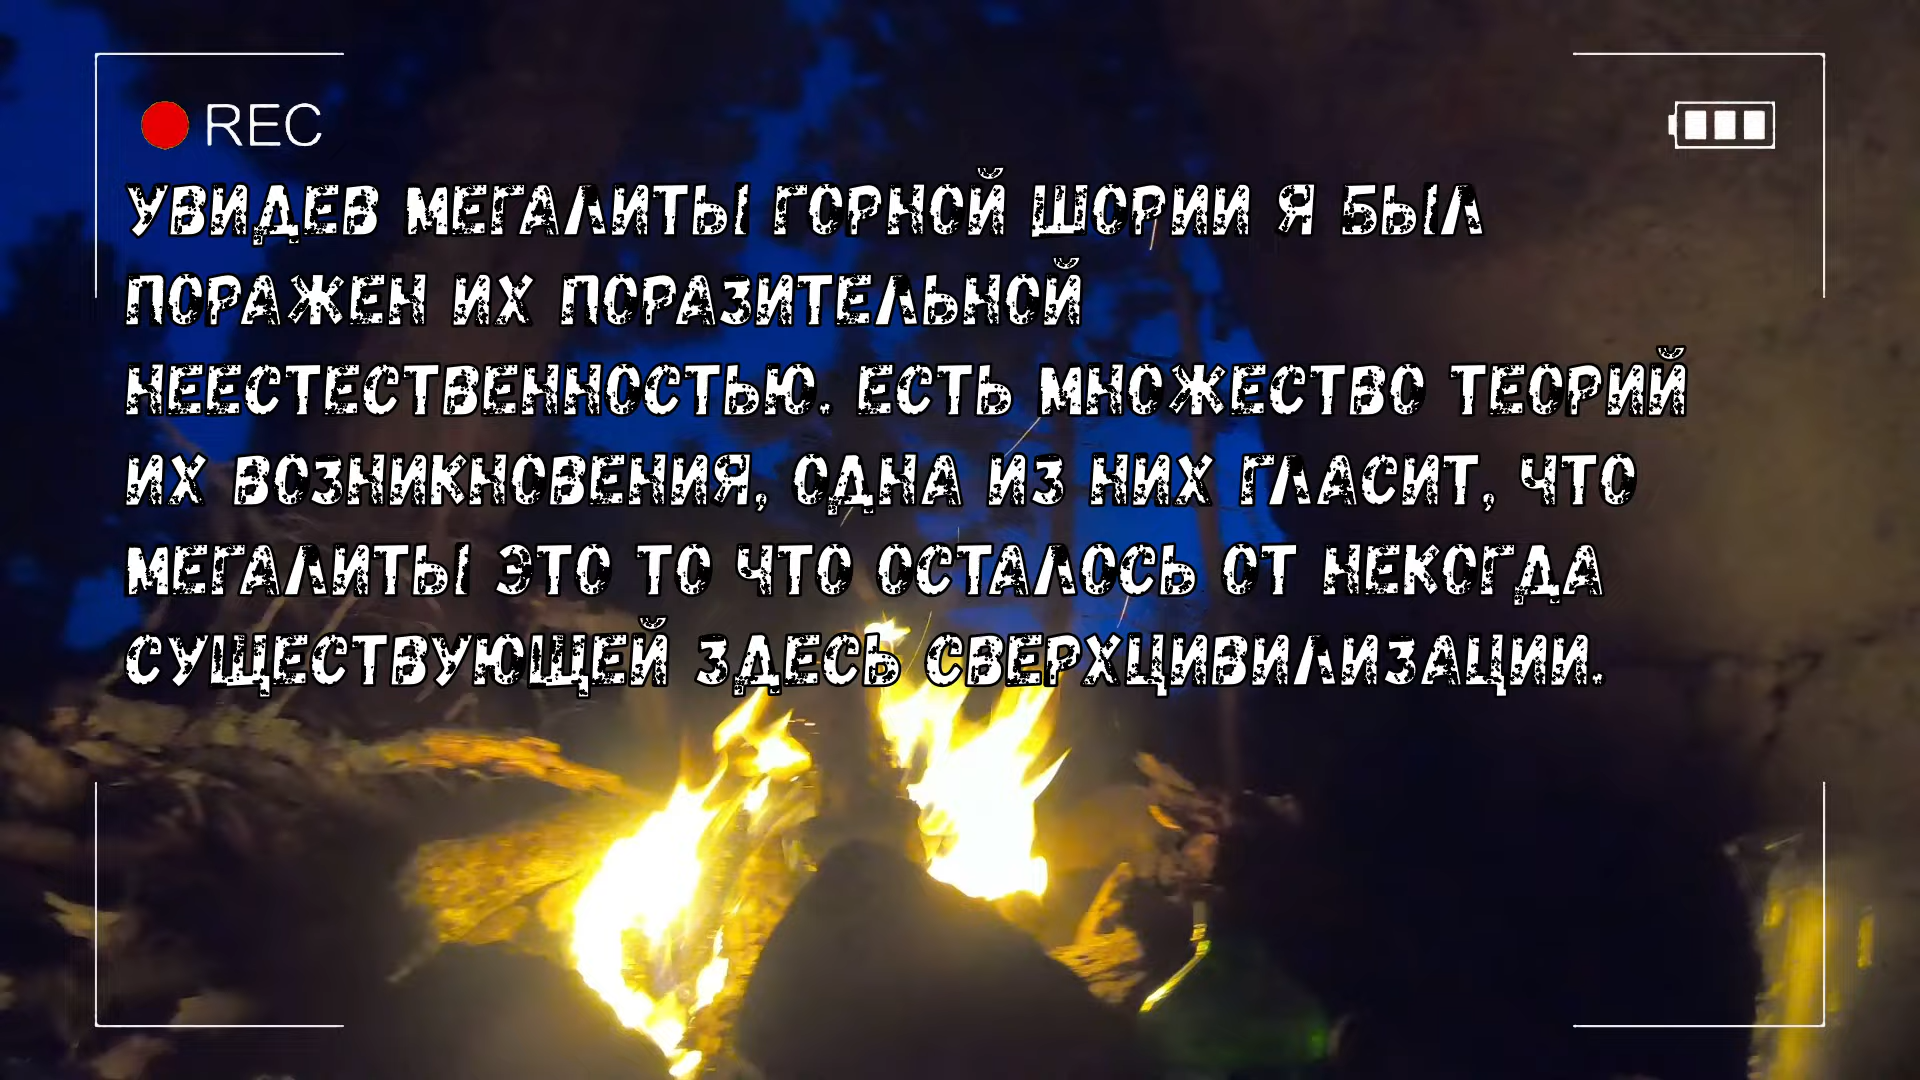 REC
УВИДЕВ МЕГАЛИТЫ ГОРНОЙ ШОРИИ Я БЫЛ
ПОРАЖЕН ИХ ПОРАЗИТЕЛЬНОЙ
НЕЕСТЕСТВЕННОСТЬЮ. ЕСТЬ МНОЖЕСТВО ТЕОРИЙ
ИХ ВОЗНИКНОВЕНИЯ, ОДНА ИЗ НИХ ГЛАСИТ, ЧТО
МЕГАЛИТЫ ЭТО ТО ЧТО ОСТАЛОСЬ ОТ НЕКОГДА
СУЩЕСТВУЮЩЕЙ ЗДЕСЬ СВЕРХЦИВИЛИЗАЦИИ.